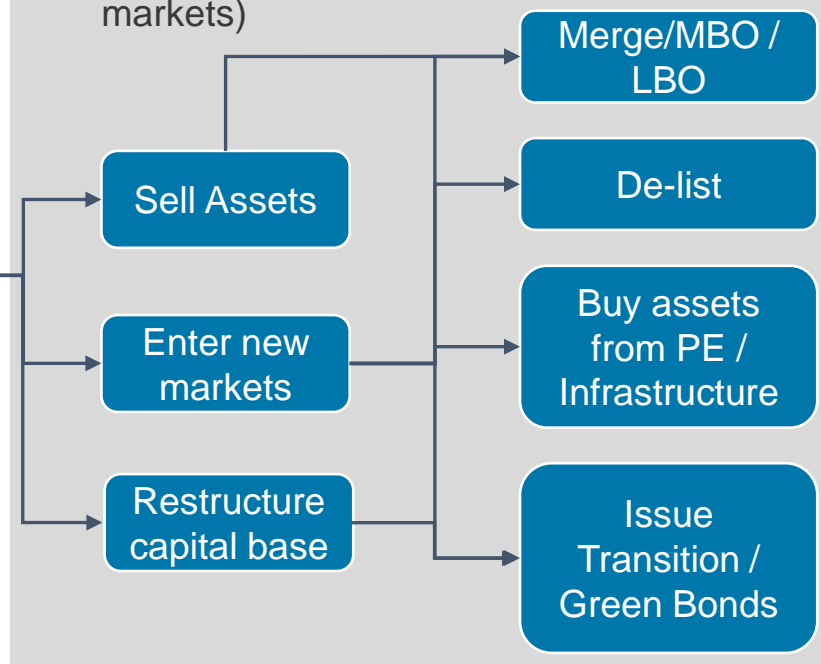 markets)
Merge/MBO /
LBO
Sell Assets
De-list
Enter new
markets
Buy assets
from PE /
Infrastructure
Restructure
capital base
Issue
Transition /
Green Bonds